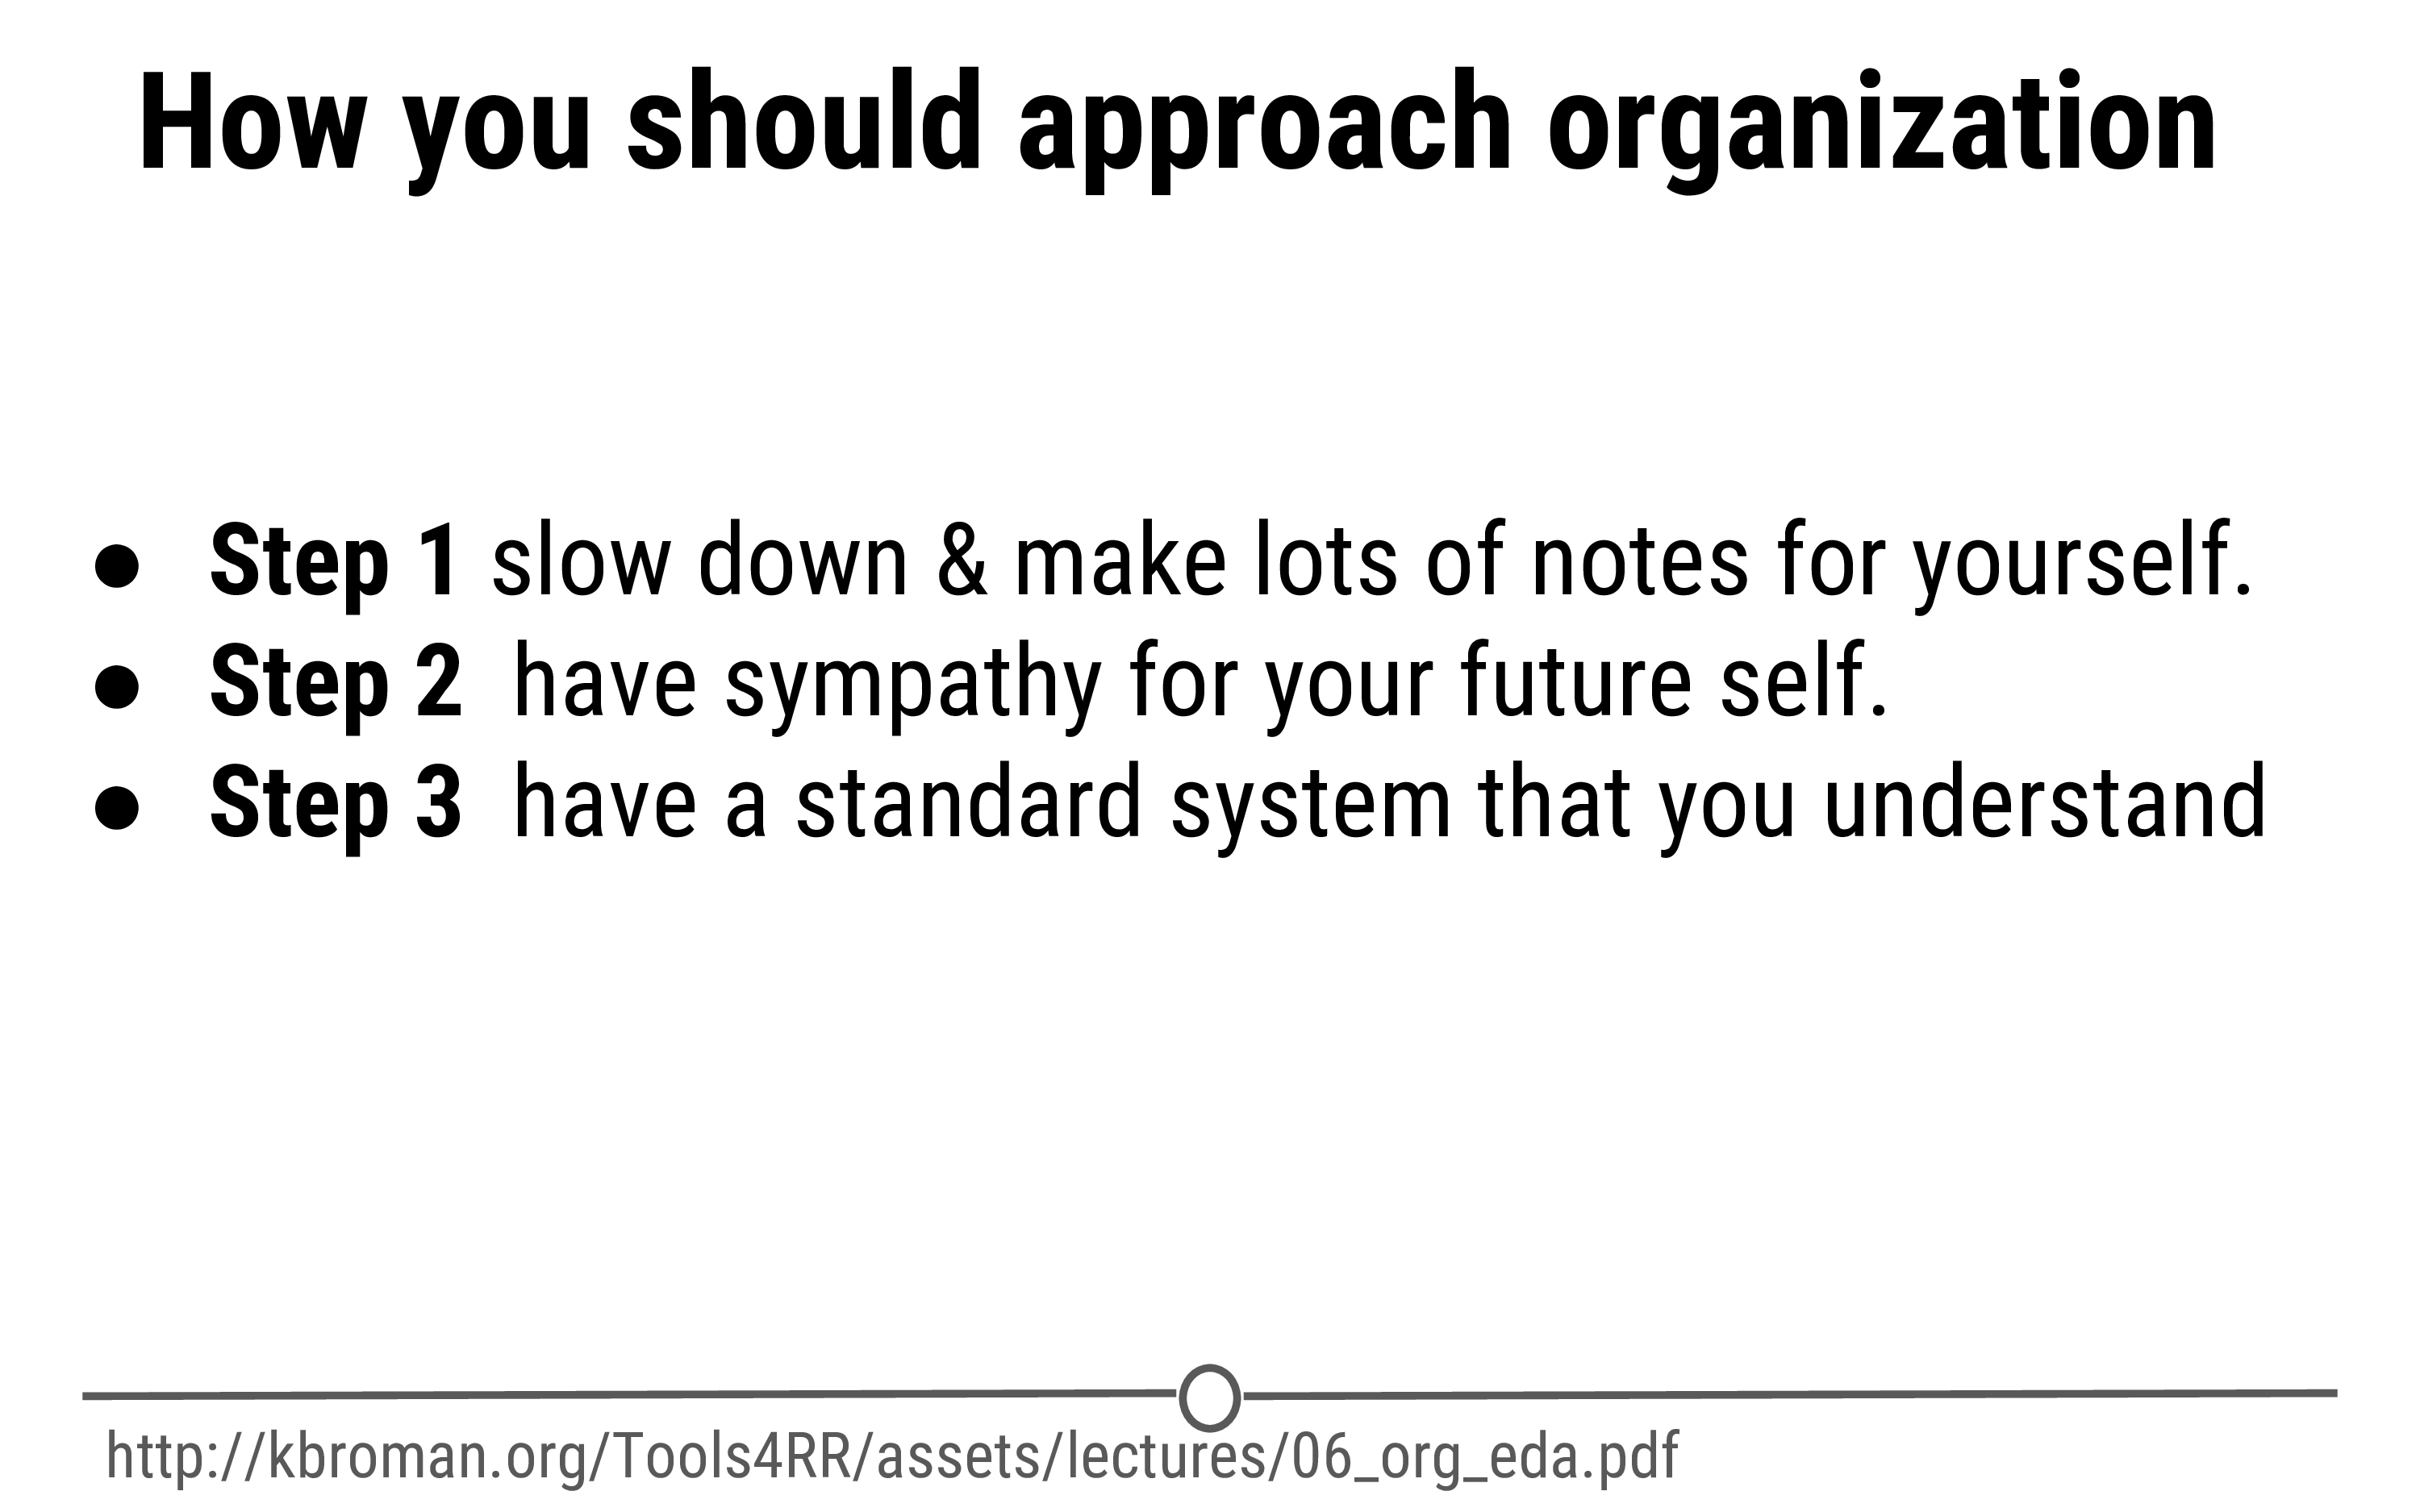 How you should approach organization
● Step 1 slow down & make lots of notes for yourself.
● Step 2 have sympathy for your future self.
● Step 3 have a standard system that you understand
http://kbroman.org/Tools4RR/assets/lectures/06_org_eda.pdf